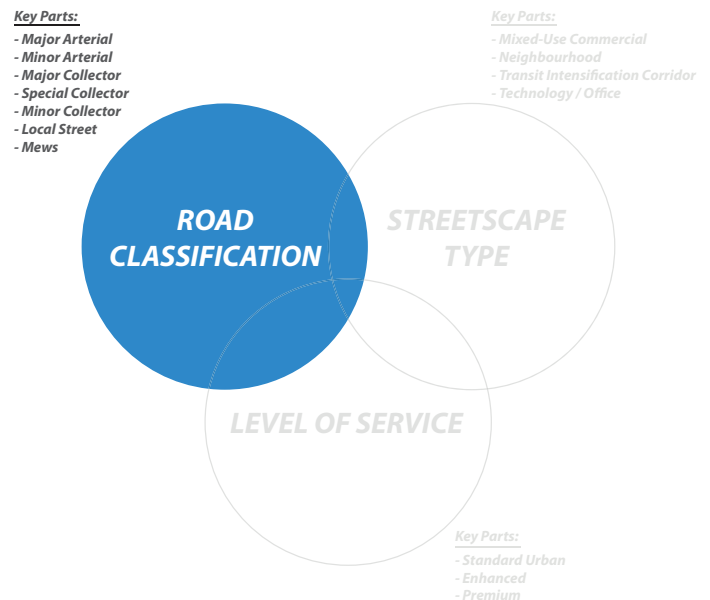 Key Parts:
- Major Arterial
- Minor Arterial
- Major Collector
- Special Collector
- Minor Collector
- Local Street
- Mews
Key Parts:
- Mixed-Use Commercial
- Neighbourhood
- Transit Intensification Corridor
- Technology / Office
ROAD
CLASSIFICATION
STREETSCAPE
TYPE
LEVEL OF SERVICE
Key Parts:
- Standard Urban
- Enhanced
- Premium